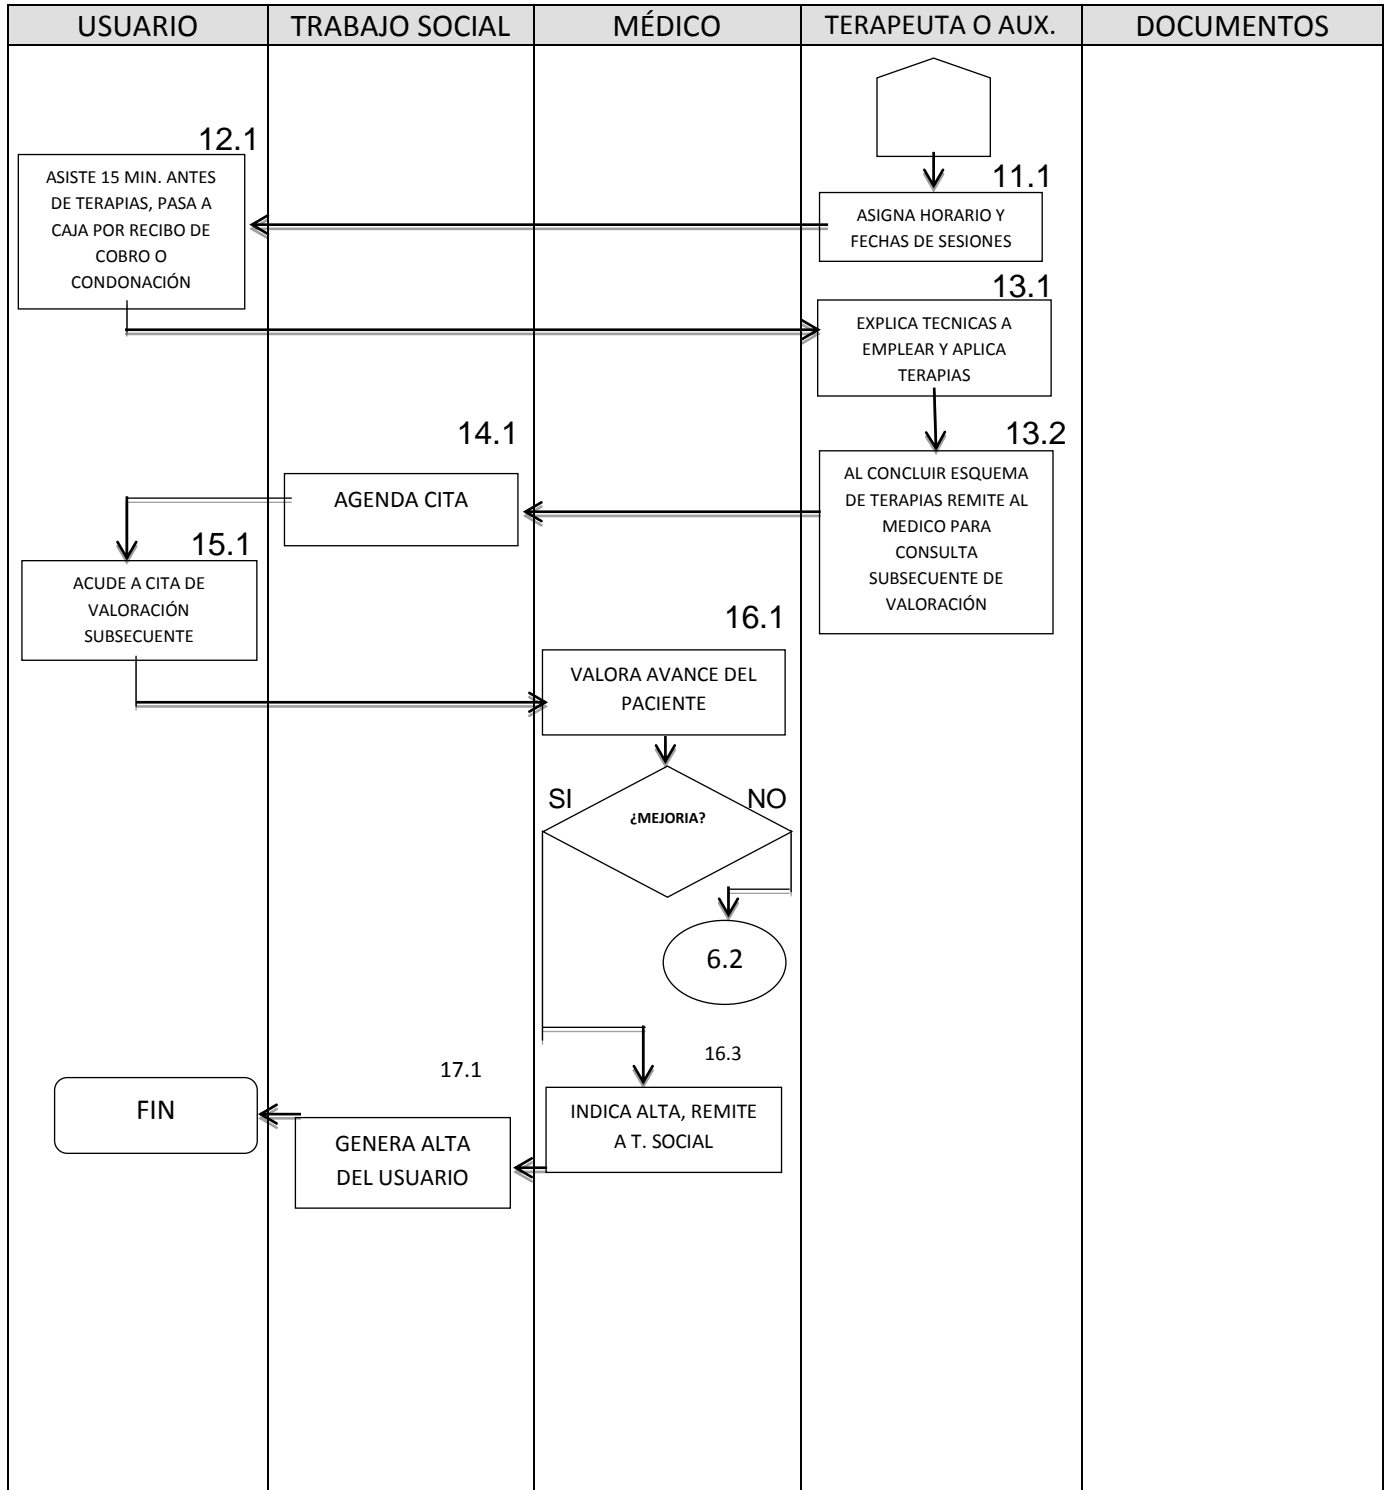 USUARIO
TRABAJO SOCIAL
MÉDICO
TERAPEUTA O AUX.
DOCUMENTOS
11.1
ASIGNA HORARIO Y
FECHAS DE SESIONES
12.1
ASISTE 15 MIN. ANTES
DE TERAPIAS, PASA A
CAJA POR RECIBO DE
COBRO O
CONDONACIÓN
13.1
EXPLICA TECNICAS A
EMPLEAR Y APLICA
TERAPIAS
13.2
AL CONCLUIR ESQUEMA
DE TERAPIAS REMITE AL
MEDICO PARA
CONSULTA
SUBSECUENTE DE
VALORACIÓN
14.1
AGENDA CITA
15.1
ACUDE A CITA DE
VALORACIÓN
SUBSECUENTE
16.1
VALORA AVANCE DEL
PACIENTE
SI
¿MEJORIA?
NO
6.2
16.3
INDICA ALTA, REMITE
A T. SOCIAL
17.1
GENERA ALTA
DEL USUARIO
FIN